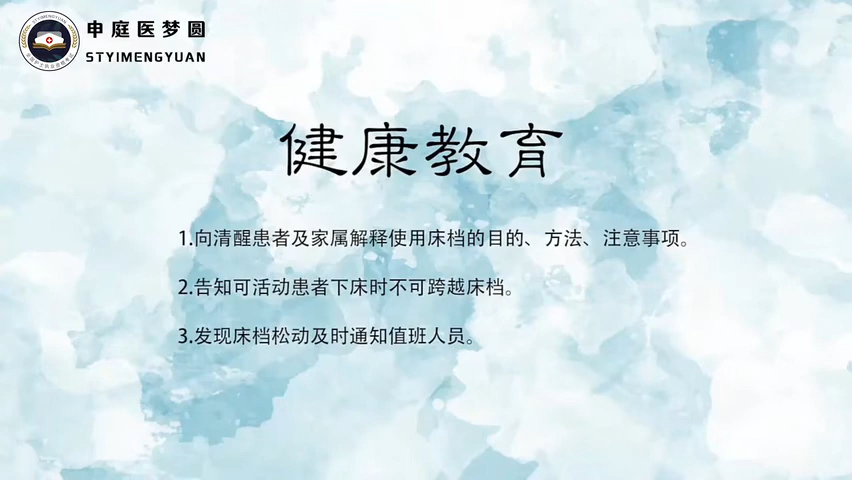 申庭医梦圆
STYIMENGYUAN
健康教育
1.向清醒患者及家属解释使用床档的目的、方法、注意事项。
2.告知可活动患者下床时不可跨越床档。
3.发现床档松动及时通知值班人员。